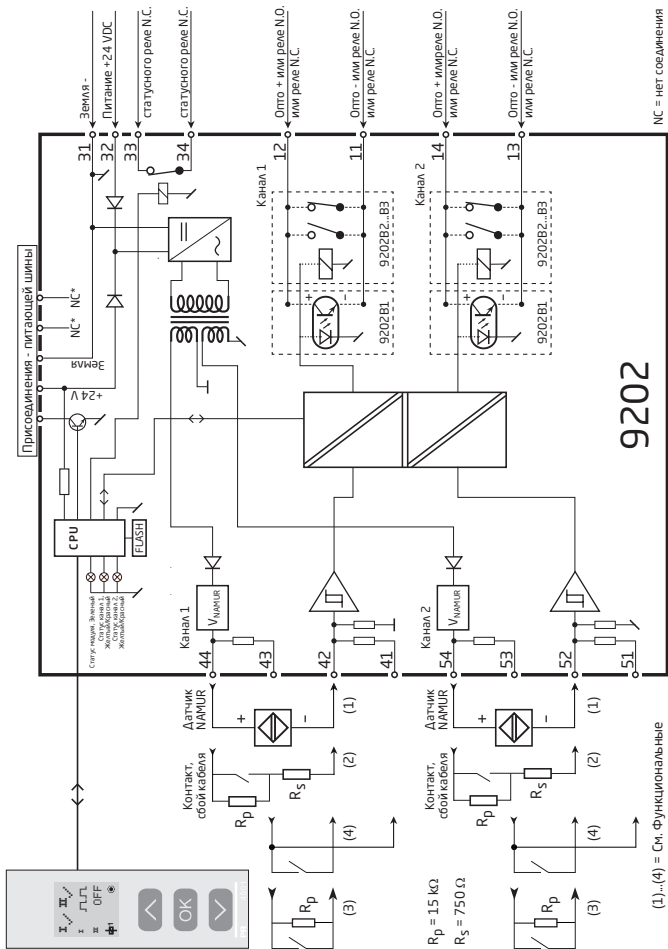 Присоединения - питающей шины
NC*
NC*
Земля
+24 V
CPU
FLASH
Статус модуля, Зеленый
Статус канал 1,
Желтый/Красный
Статус канал 2,
Желтый/Красный
Земля -
Питание +24 VDC
статусного реле N.C.
статусного реле N.C.
31
32
33
34
Опто + или реле N.O.
или реле N.C.
Опто - или реле N.O.
или реле N.C.
Опто + илиреле N.O.
или реле N.C.
Опто - или реле N.O.
или реле N.C.
12
11
14
13
Канал 1
9202B1
9202B2...B3
+
-
Канал 2
9202B1
9202B2...B3
+
-
9202
Канал 1
VNAMUR
44
43
42
41
Канал 2
VNAMUR
54
53
52
51
Датчик
NAMUR
+
-
(1)
Контакт,
сбой кабеля
Rp
Rs
(2)
(4)
Rp
(3)
Датчик
NAMUR
+
-
(1)
Контакт,
сбой кабеля
Rp
Rs
(2)
(4)
Rp
(3)
Rp = 15 kΩ
Rs = 750 Ω
OFF
OK
(1)...(4) = См. Функциональные
NC = нет соединения